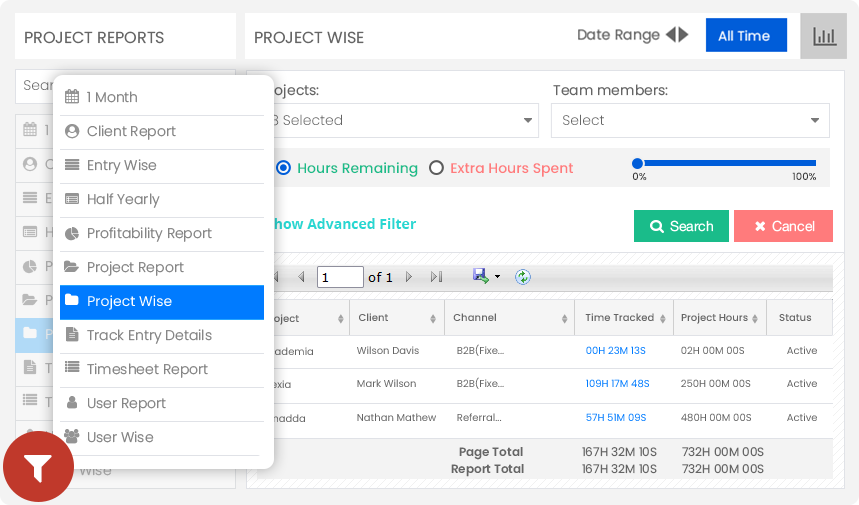 PROJECT REPORTS
PROJECT WISE
Date Range
All Time
Sear
1 Month
Client Report
Entry Wise
Half Yearly
Profitability Report
Project Report
Project Wise
Track Entry Details
Timesheet Report
User Report
User Wise
Wise
ojects:
Team members:
3 Selected
Select
Hours Remaining
Extra Hours Spent
0%
100%
how Advanced Filter
Search
Cancel
1 of 1
oject Client Channel Time Tracked Project Hours Status
ademia Wilson Davis B2B(Fixe... 00H 23M 13S 02H 00M 00S Active
exia Mark Wilson B2B(Fixe... 109H 17M 48S 250H 00M 00S Active
nadda Nathan Mathew Referral... 57H 51M 09S 480H 00M 00S Active
Page Total 167H 32M 10S 732H 00M 00S
Report Total 167H 32M 10S 732H 00M 00S